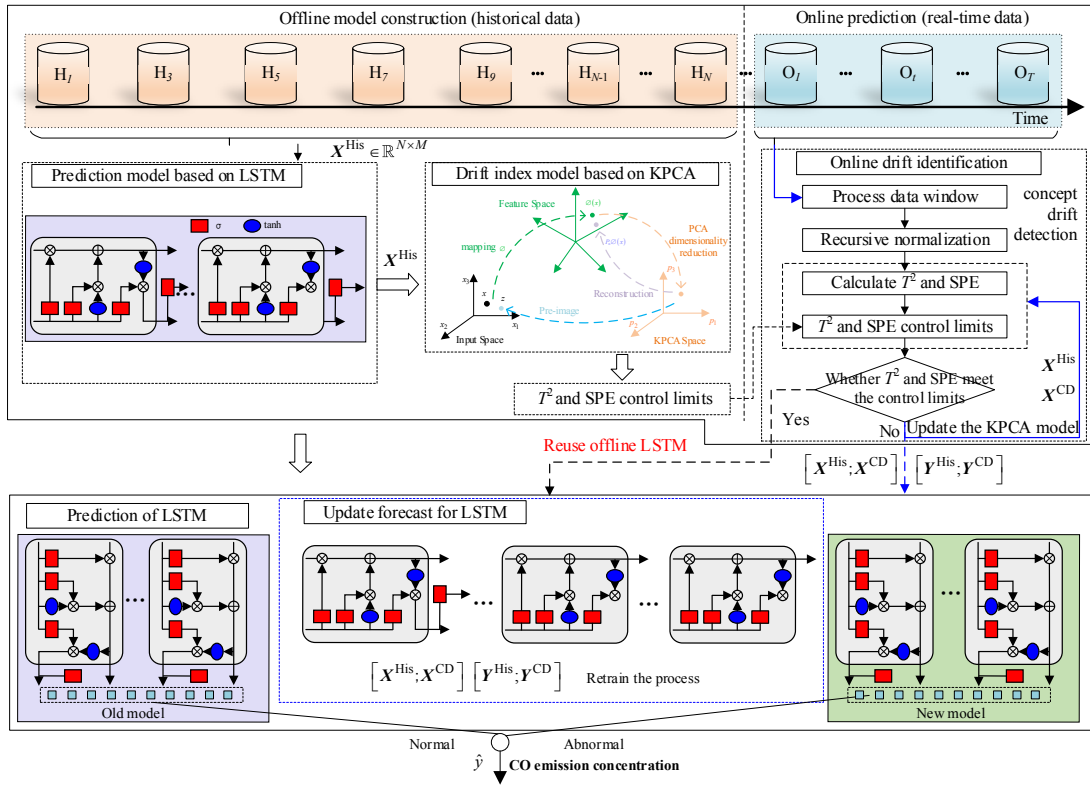 Offline model construction (historical data)
Online prediction (real-time data)
H1 H3 H5 H7 H9 ... HN-1 ... HN ... O1 ... Ot ... OT
Time
X^His ∈ ℝ^N×M
Prediction model based on LSTM
σ tanh
...
X^His
Drift index model based on KPCA
Feature Space
mapping ∅
∅(x)
PCA
dimensionality
reduction
Reconstruction
Pre-image
x z
x3 x2 x1
Input Space
p3 p2 p1
KPCA Space
T² and SPE control limits
Online drift identification
Process data window
concept
drift
detection
Recursive normalization
Calculate T² and SPE
T² and SPE control limits
Whether T² and SPE meet
the control limits
X^His
X^CD
Yes
No
Update the KPCA model
Reuse offline LSTM
[X^His;X^CD] [Y^His;Y^CD]
Prediction of LSTM
...
Old model
Update forecast for LSTM
... ...
[X^His;X^CD] [Y^His;Y^CD]
Retrain the process
...
New model
Normal
Abnormal
ŷ
CO emission concentration